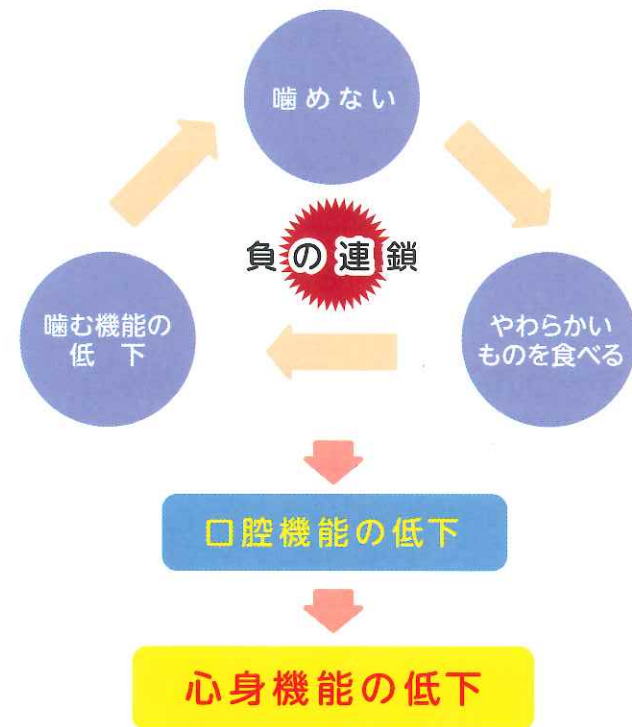 噛めない
負の連鎖
噛む機能の
低　下
やわらかい
ものを食べる
口腔機能の低下
心身機能の低下